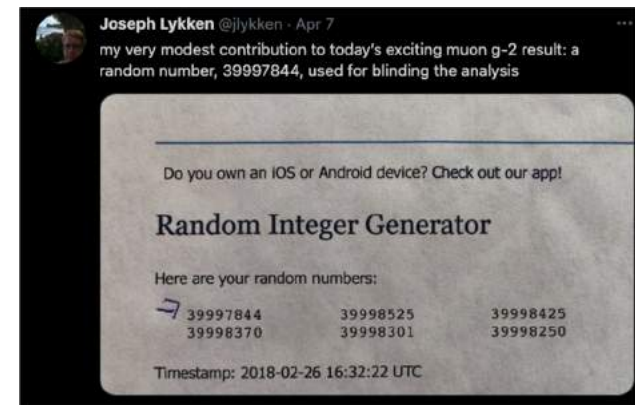 Joseph Lykken @jlykken · Apr 7
my very modest contribution to today's exciting muon g-2 result: a
random number, 39997844, used for blinding the analysis
Do you own an iOS or Android device? Check out our app!
Random Integer Generator
Here are your random numbers:
39997844 39998525 39998425
39998370 39998301 39998250
Timestamp: 2018-02-26 16:32:22 UTC